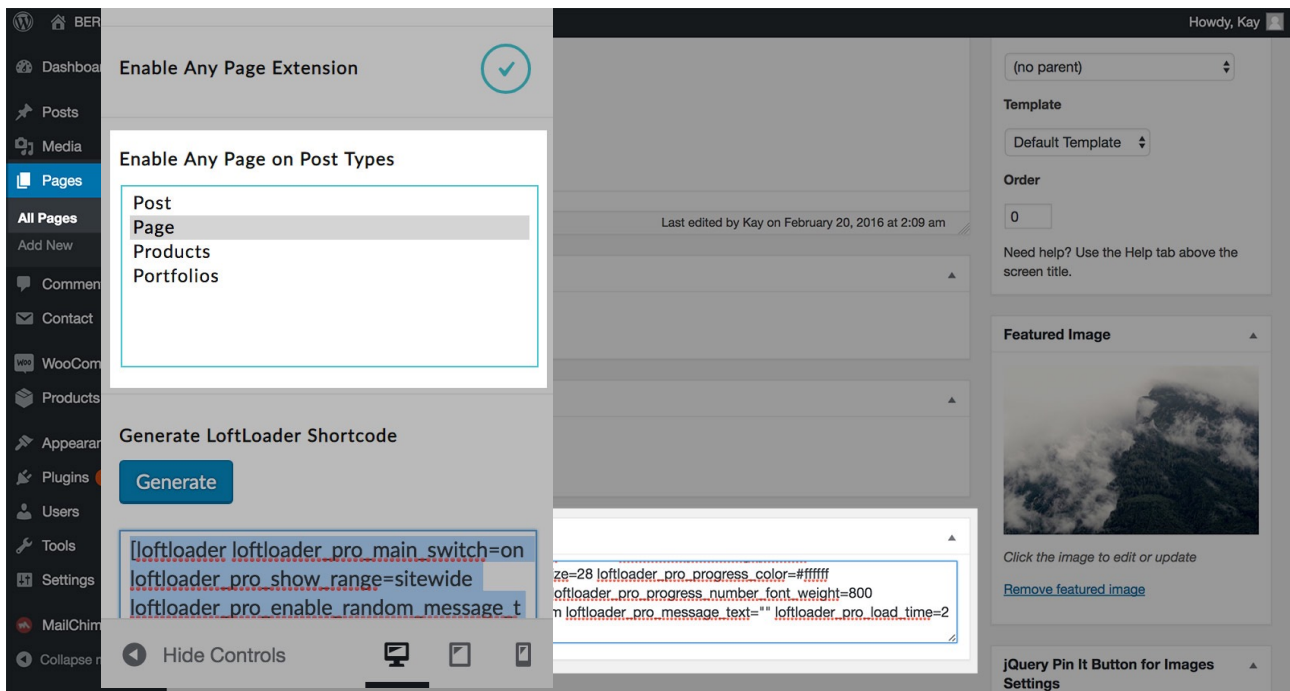 BER
Howdy, Kay
Dashboa
Posts
Media
Pages
All Pages
Add New
Commen
Contact
WooCom
Products
Appearar
Plugins
Users
Tools
Settings
MailChim
Collapse r
Enable Any Page Extension
Enable Any Page on Post Types
Post
Page
Products
Portfolios
Generate LoftLoader Shortcode
Generate
[loftloader loftloader_pro_main_switch=on
loftloader_pro_show_range=sitewide
loftloader_pro_enable_random_message_t
Hide Controls
Last edited by Kay on February 20, 2016 at 2:09 am
ze=28 loftloader_pro_progress_color=#ffffff
oftloader_pro_progress_number_font_weight=800
m loftloader_pro_message_text="" loftloader_pro_load_time=2
(no parent)
Template
Default Template
Order
0
Need help? Use the Help tab above the
screen title.
Featured Image
Click the image to edit or update
Remove featured image
jQuery Pin It Button for Images
Settings